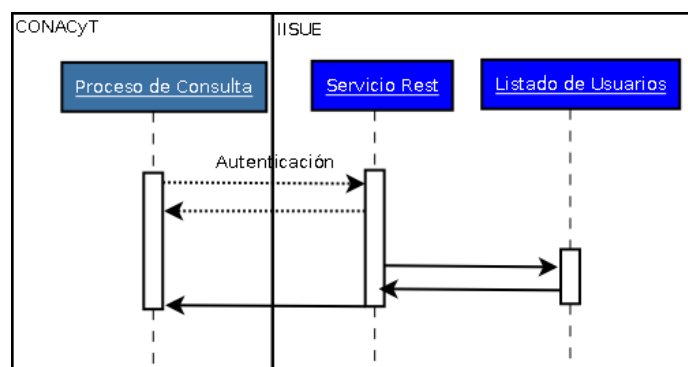 CONACyT
IISUE
Proceso de Consulta
Servicio Rest
Listado de Usuarios
Autenticación